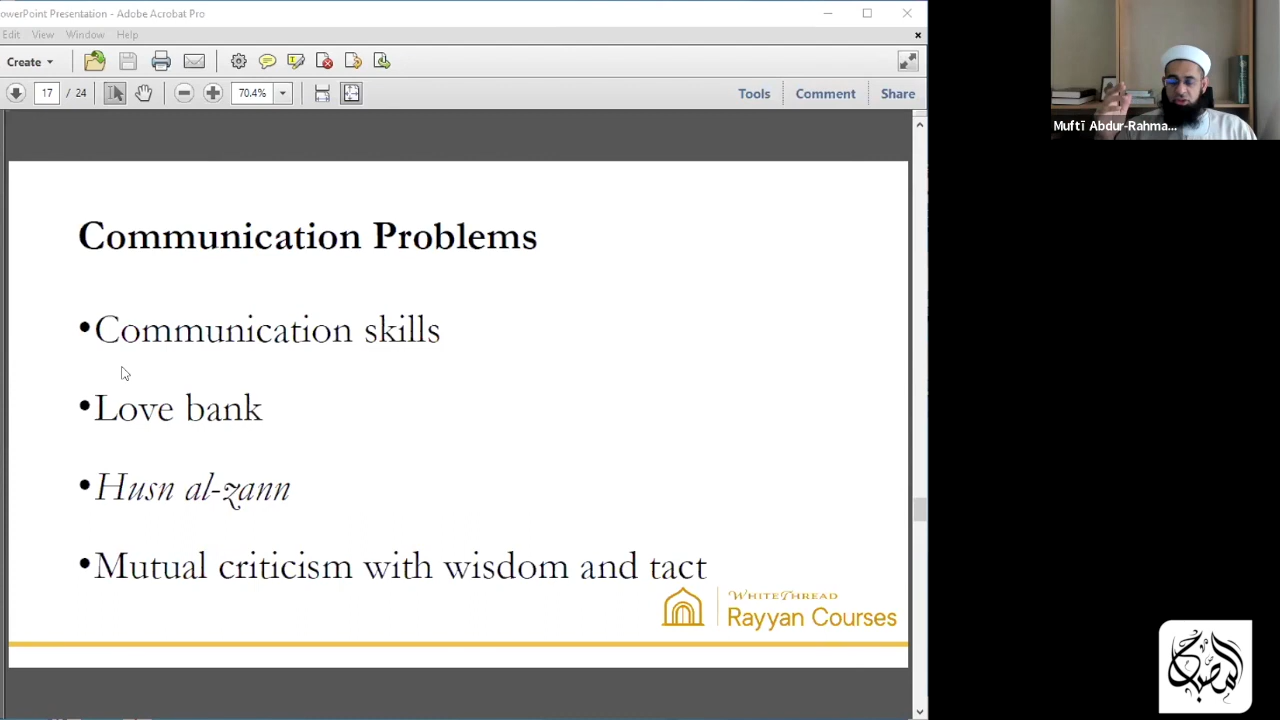 owerPoint Presentation - Adobe Acrobat Pro
Edit View Window Help
Create
17 / 24 70.4% Tools Comment Share
Muftī Abdur-Rahma...
Communication Problems
•Communication skills
•Love bank
•Husn al-zann
•Mutual criticism with wisdom and tact
WHITETHREAD
Rayyan Courses
المصباح